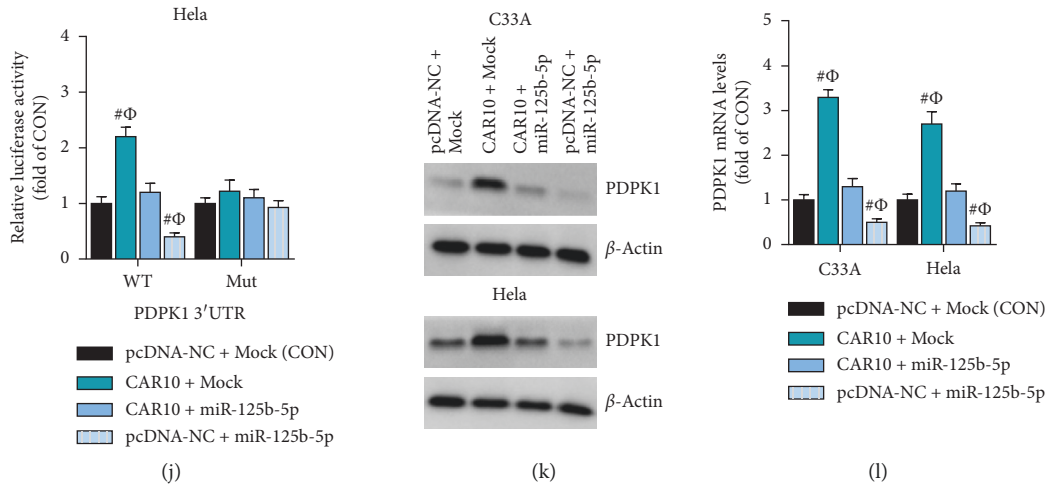 Hela
Relative luciferase activity
(fold of CON)
4
3
2
1
0
#Φ
#Φ
WT
Mut
PDPK1 3′UTR
pcDNA-NC + Mock (CON)
CAR10 + Mock
CAR10 + miR-125b-5p
pcDNA-NC + miR-125b-5p
(j)
C33A
pcDNA-NC +
Mock
CAR10 + Mock
CAR10 +
miR-125b-5p
pcDNA-NC +
miR-125b-5p
PDPK1
β-Actin
Hela
PDPK1
β-Actin
(k)
PDPK1 mRNA levels
(fold of CON)
5
4
3
2
1
0
#Φ
#Φ
#Φ
#Φ
C33A
Hela
pcDNA-NC + Mock (CON)
CAR10 + Mock
CAR10 + miR-125b-5p
pcDNA-NC + miR-125b-5p
(l)